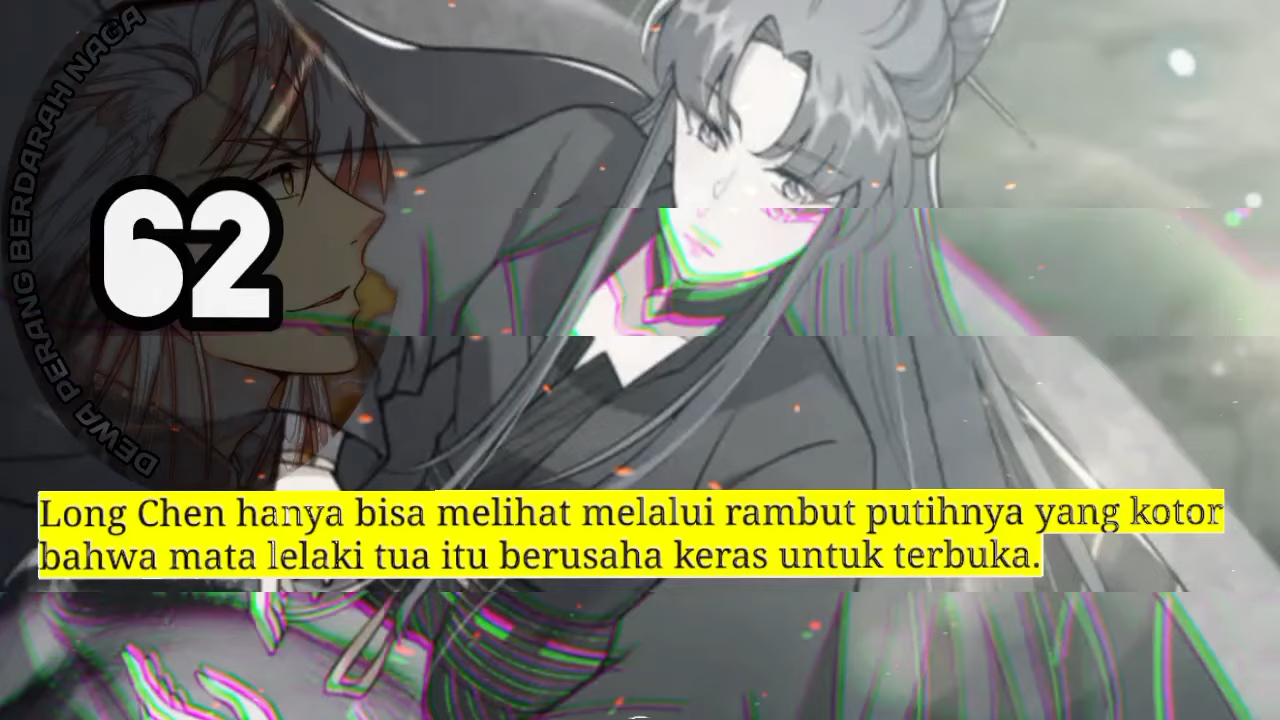 DEWA PERANG BERDARAH NAGA
62
Long Chen hanya bisa melihat melalui rambut putihnya yang kotor
bahwa mata lelaki tua itu berusaha keras untuk terbuka.